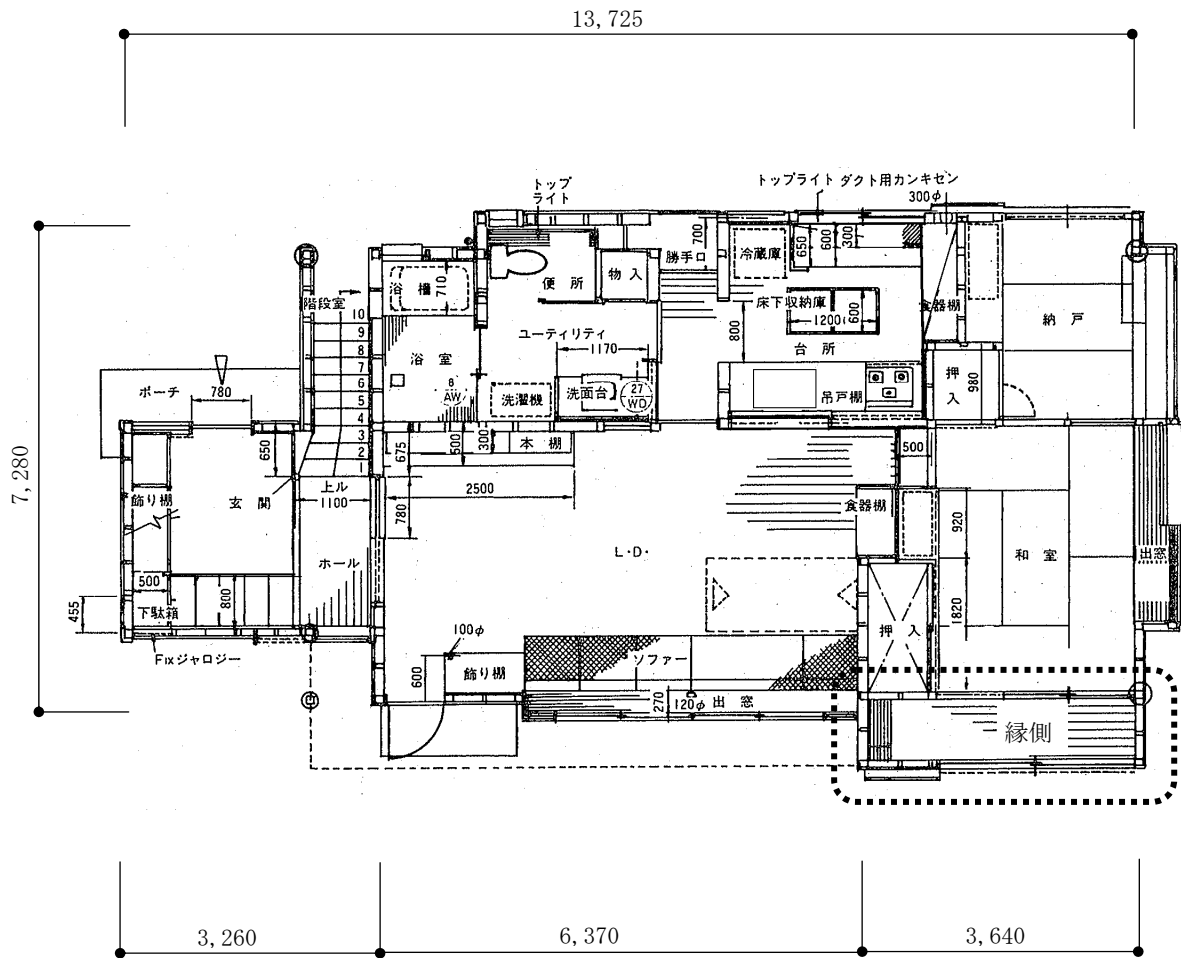 13,725
トップ
ライト
トップライト
ダクト用カンキセン
300φ
7,280
階段室
浴槽
710
便所
物入
700
勝手口
冷蔵庫
650
600
300
食器棚
納戸
床下収納庫
1200
600
800
台所
ユーティリティ
1170
浴室
8
AW
洗濯機
洗面台
27
WD
吊戸棚
押入
980
ポーチ
780
10
9
8
7
6
5
4
3
2
1
650
675
600
300
本棚
500
上ル
1100
2500
780
飾り棚
玄関
食器棚
920
L・D・
和室
出窓
ホール
500
800
455
下駄箱
Fixジャロジー
1820
押入
100φ
600
飾り棚
ソファー
270
120φ
出窓
縁側
3,260
6,370
3,640